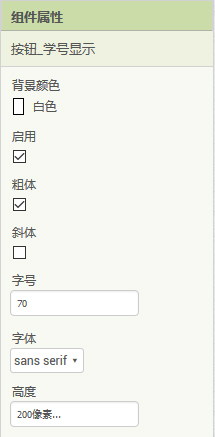 组件属性
按钮_学号显示
背景颜色
白色
启用
粗体
斜体
字号
70
字体
sans serif
高度
200像素...